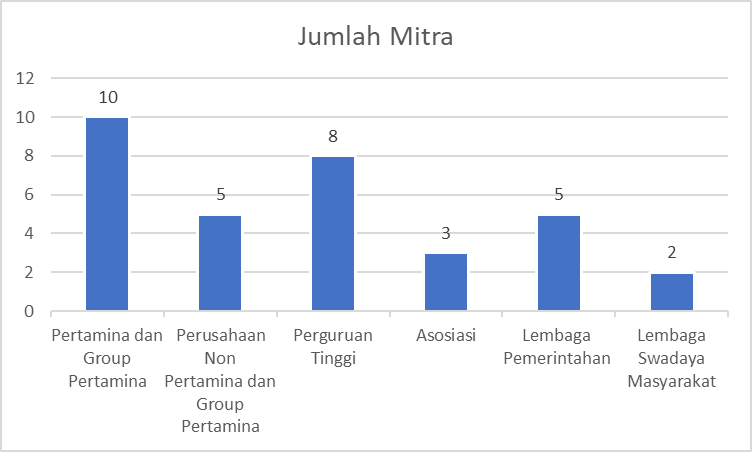 Jumlah Mitra
12
10
8
6
4
2
0
10
5
8
3
5
2
Pertamina dan
Group
Pertamina
Perusahaan
Non
Pertamina dan
Group
Pertamina
Perguruan
Tinggi
Asosiasi
Lembaga
Pemerintahan
Lembaga
Swadaya
Masyarakat